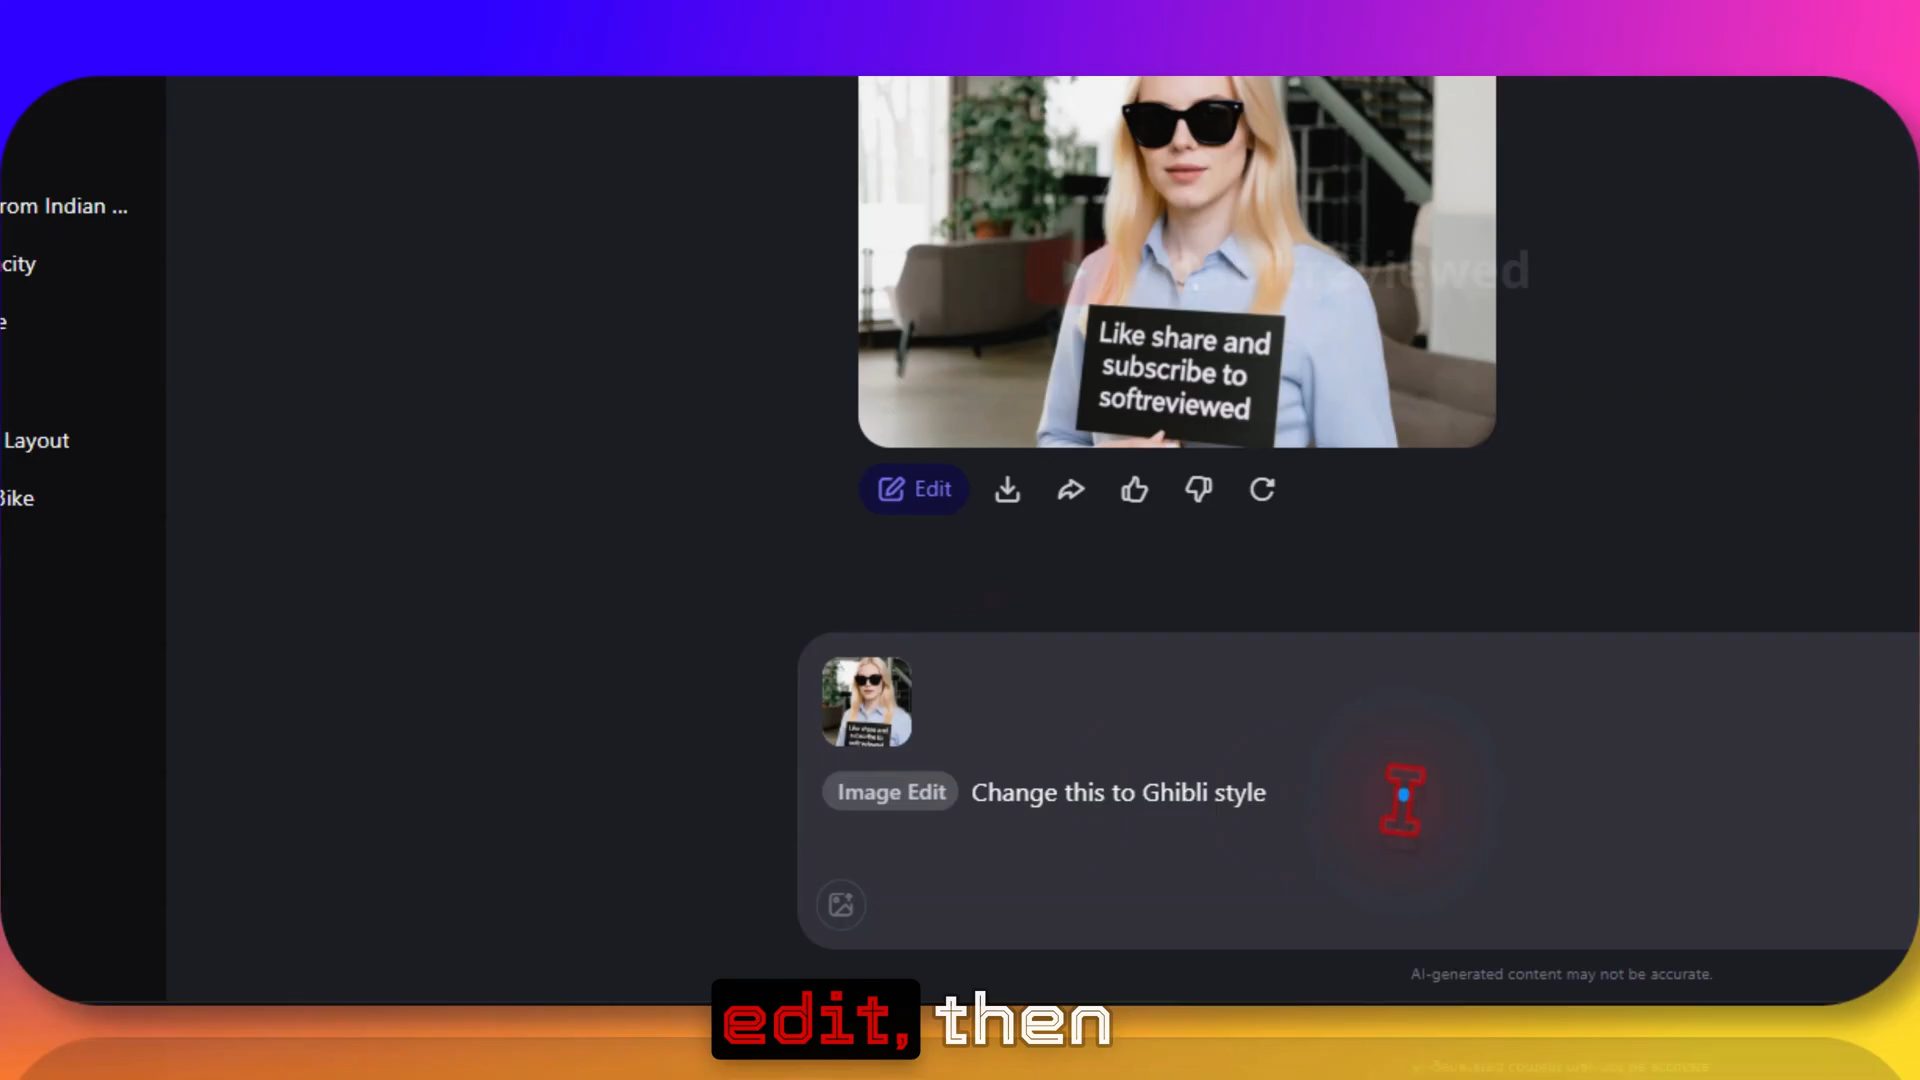 rom Indian ...
city
e
Layout
Bike
Like share and
subscribe to
softreviewed
Edit
Image Edit Change this to Ghibli style
AI-generated content may not be accurate.
edit, then